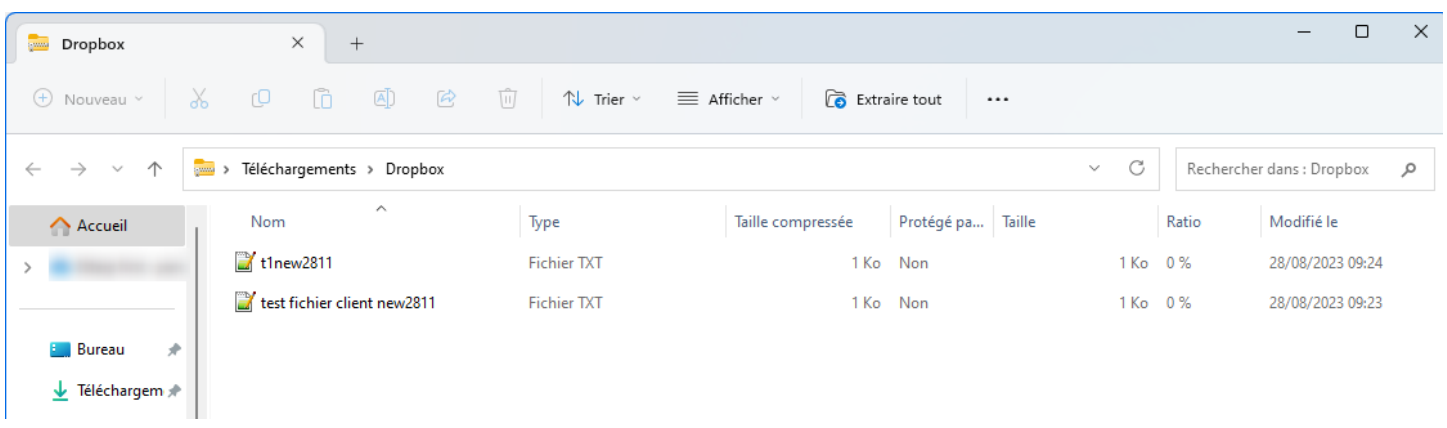 Dropbox
Nouveau Trier Afficher Extraire tout
Téléchargements Dropbox Rechercher dans : Dropbox
Accueil Nom Type Taille compressée Protégé pa... Taille Ratio Modifié le
t1new2811 Fichier TXT 1 Ko Non 1 Ko 0 % 28/08/2023 09:24
test fichier client new2811 Fichier TXT 1 Ko Non 1 Ko 0 % 28/08/2023 09:23
Bureau
Téléchargem